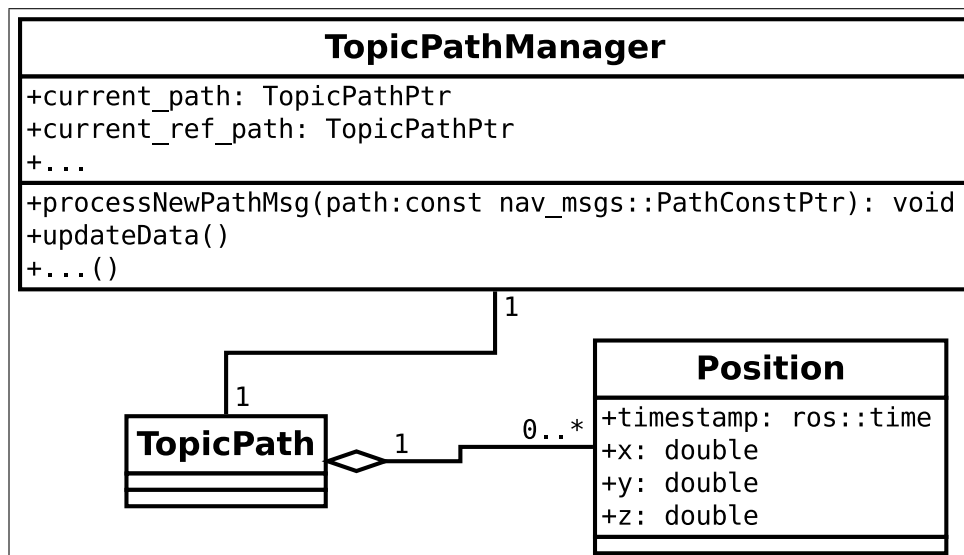 TopicPathManager
+current_path: TopicPathPtr
+current_ref_path: TopicPathPtr
+...
+processNewPathMsg(path:const nav_msgs::PathConstPtr): void
+updateData()
+...()
1
1
TopicPath
1
0..*
Position
+timestamp: ros::time
+x: double
+y: double
+z: double